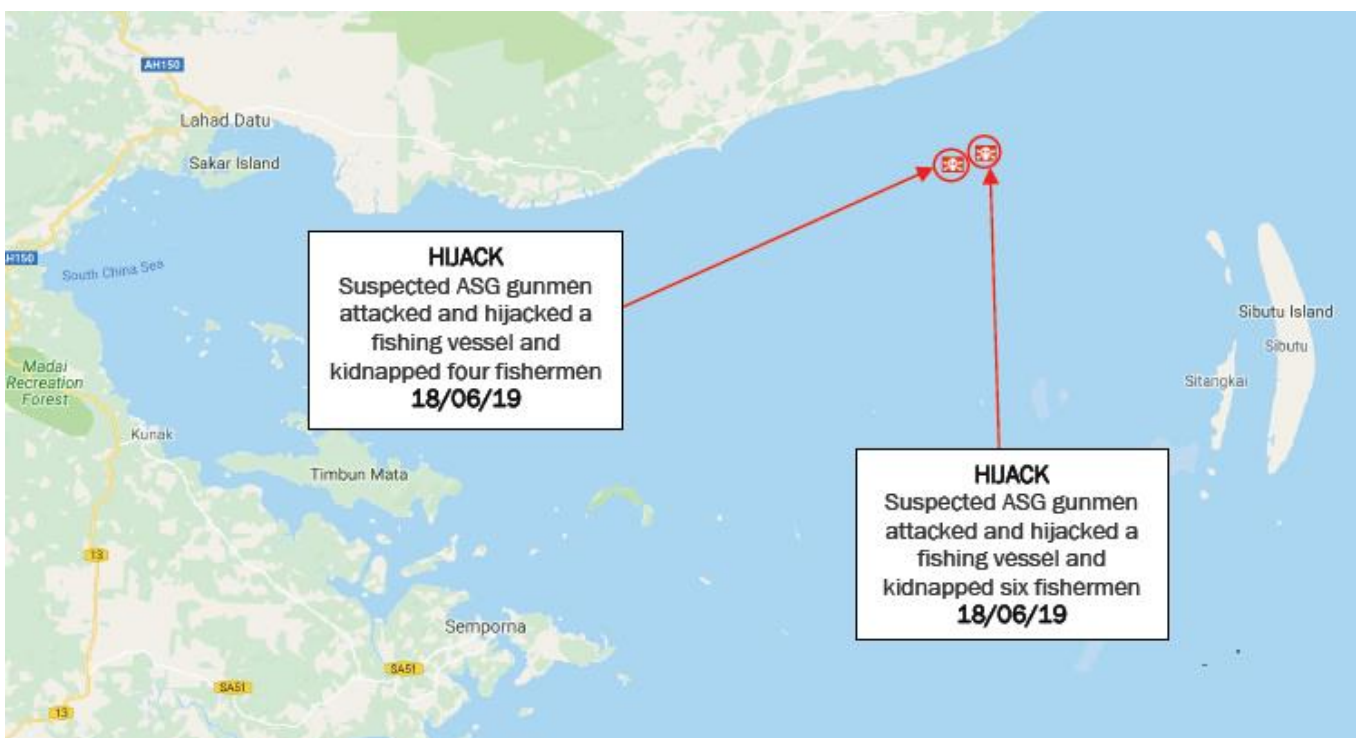 AH150
Lahad Datu
Sakar Island
H150
South China Sea
HIJACK
Suspected ASG gunmen
attacked and hijacked a
fishing vessel and
kidnapped four fishermen
18/06/19
Sibutu Island
Sibutu
Sitangkai
Madai
Recreation
Forest
Kunak
Timbun Mata
HIJACK
Suspected ASG gunmen
attacked and hijacked a
fishing vessel and
kidnapped six fishermen
18/06/19
13
Semporna
SA51
SA51
13